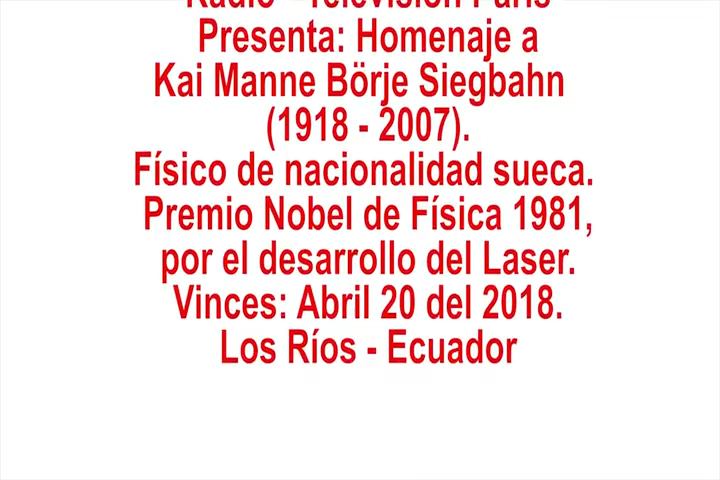 Radio - Televisión París
Presenta: Homenaje a
Kai Manne Börje Siegbahn
(1918 - 2007).
Físico de nacionalidad sueca.
Premio Nobel de Física 1981,
por el desarrollo del Laser.
Vinces: Abril 20 del 2018.
Los Ríos - Ecuador